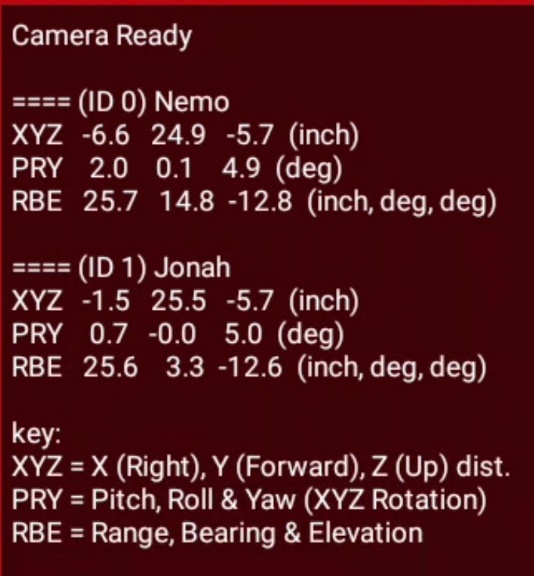 Camera Ready
==== (ID 0) Nemo
XYZ -6.6 24.9 -5.7 (inch)
PRY 2.0 0.1 4.9 (deg)
RBE 25.7 14.8 -12.8 (inch, deg, deg)
==== (ID 1) Jonah
XYZ -1.5 25.5 -5.7 (inch)
PRY 0.7 -0.0 5.0 (deg)
RBE 25.6 3.3 -12.6 (inch, deg, deg)
key:
XYZ = X (Right), Y (Forward), Z (Up) dist.
PRY = Pitch, Roll & Yaw (XYZ Rotation)
RBE = Range, Bearing & Elevation